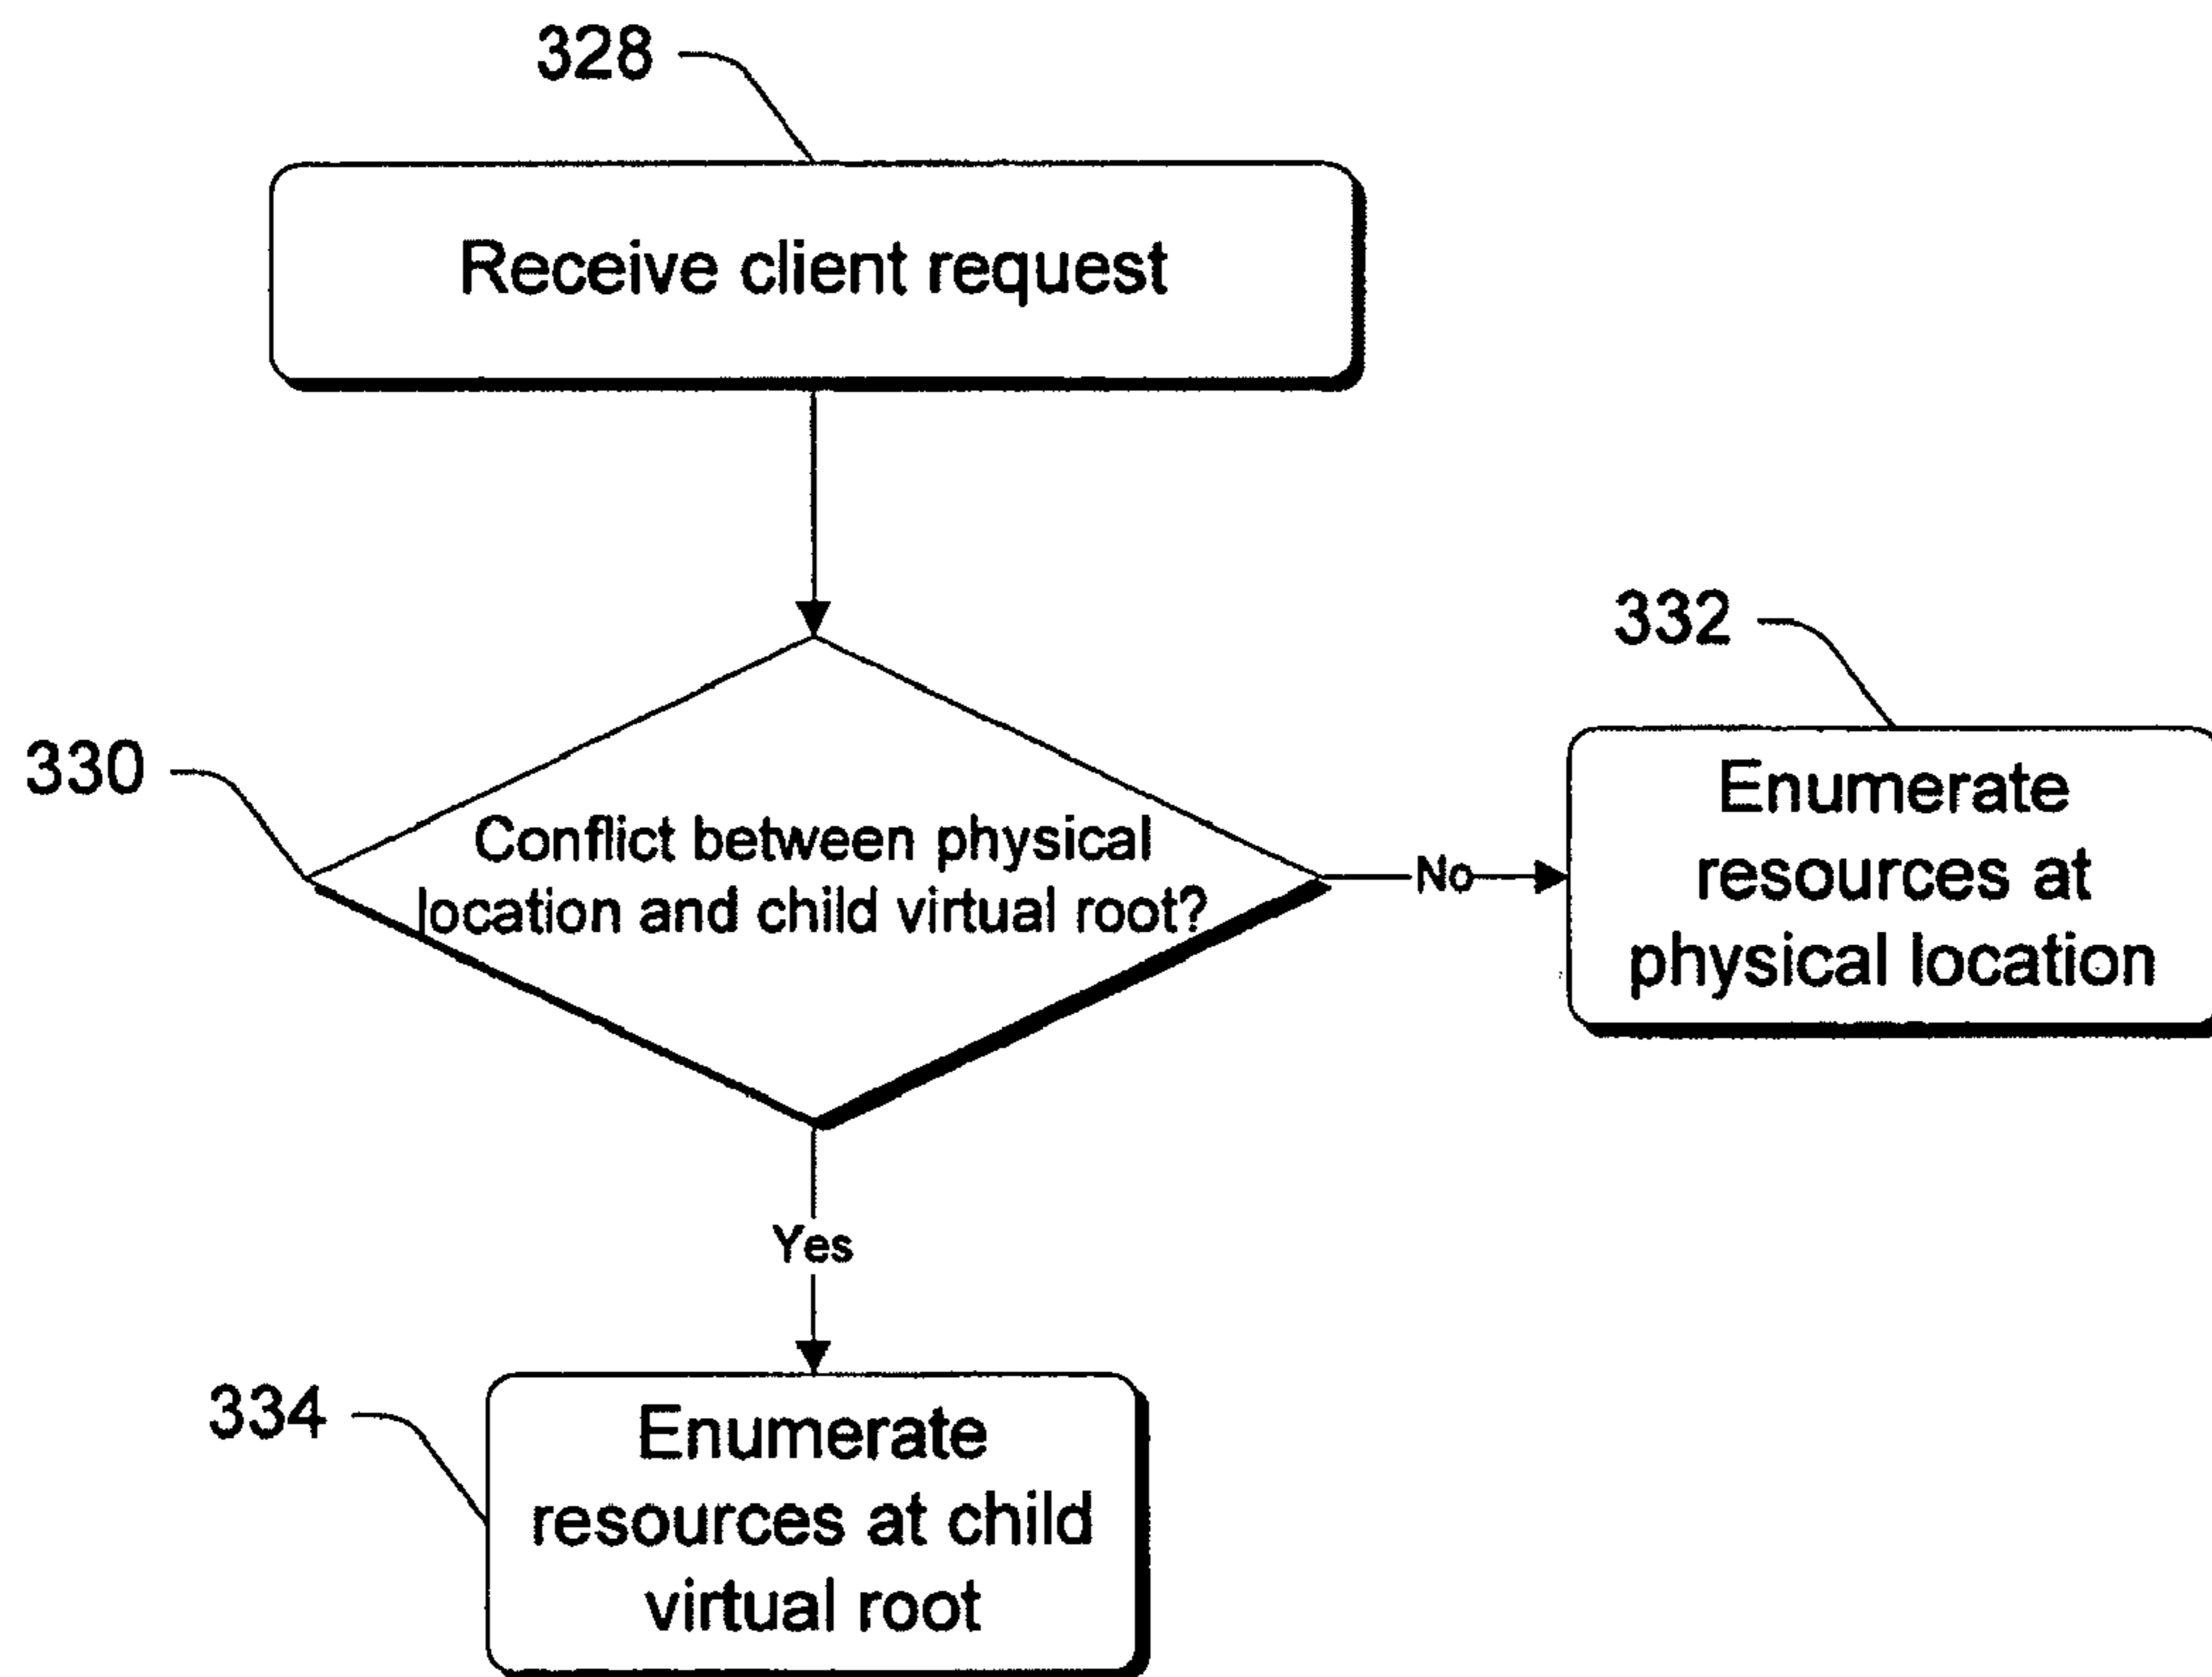 328
Receive client request
330
Conflict between physical
location and child virtual root?
No
332
Enumerate
resources at
physical location
Yes
334
Enumerate
resources at child
virtual root